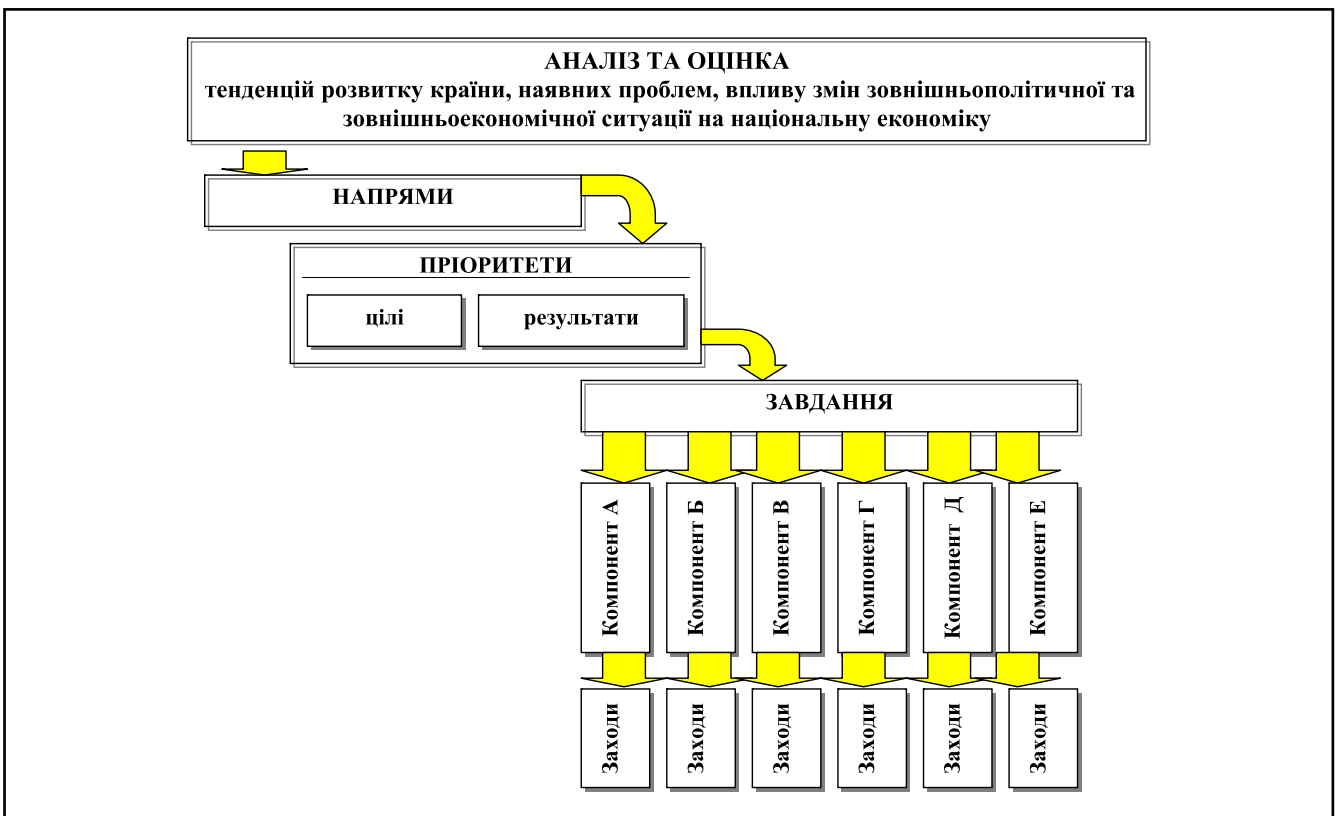 АНАЛІЗ ТА ОЦІНКА
тенденцій розвитку країни, наявних проблем, впливу змін зовнішньополітичної та
зовнішньоекономічної ситуації на національну економіку
НАПРЯМИ
ПРІОРИТЕТИ
цілі
результати
ЗАВДАННЯ
Компонент А
Компонент Б
Компонент В
Компонент Г
Компонент Д
Компонент Е
Заходи
Заходи
Заходи
Заходи
Заходи
Заходи